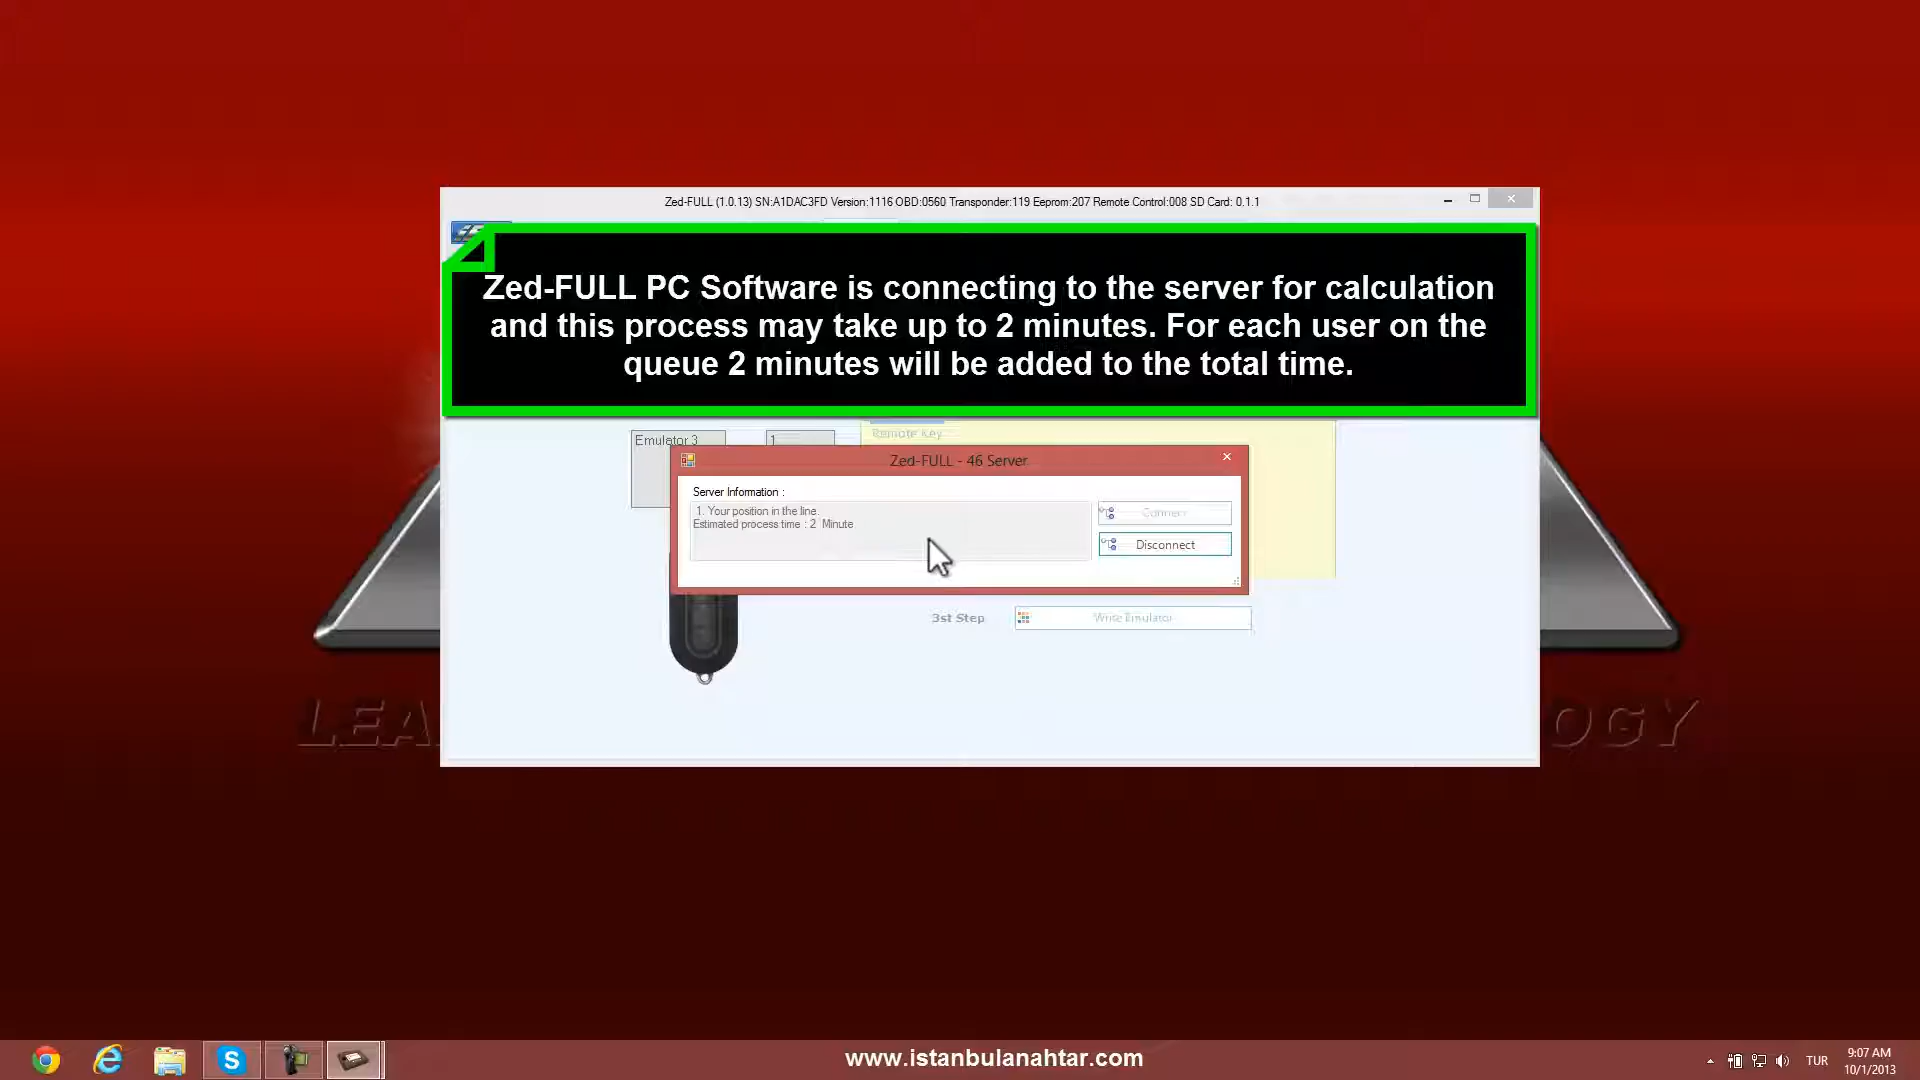 Zed-FULL (1.0.13) SN:A1DAC3FD Version:1116 OBD:0560 Transponder:119 Eeprom:207 Remote Control:008 SD Card: 0.1.1
Zed-FULL PC Software is connecting to the server for calculation
and this process may take up to 2 minutes. For each user on the
queue 2 minutes will be added to the total time.
Emulator 3
1
Remote Key
Zed-FULL - 46 Server
Server Information :
1. Your position in the line.
Estimated process time : 2 Minute
Connect
Disconnect
3st Step
Write Emulator
LEA
OGY
www.istanbulanahtar.com
TUR
9:07 AM
10/1/2013